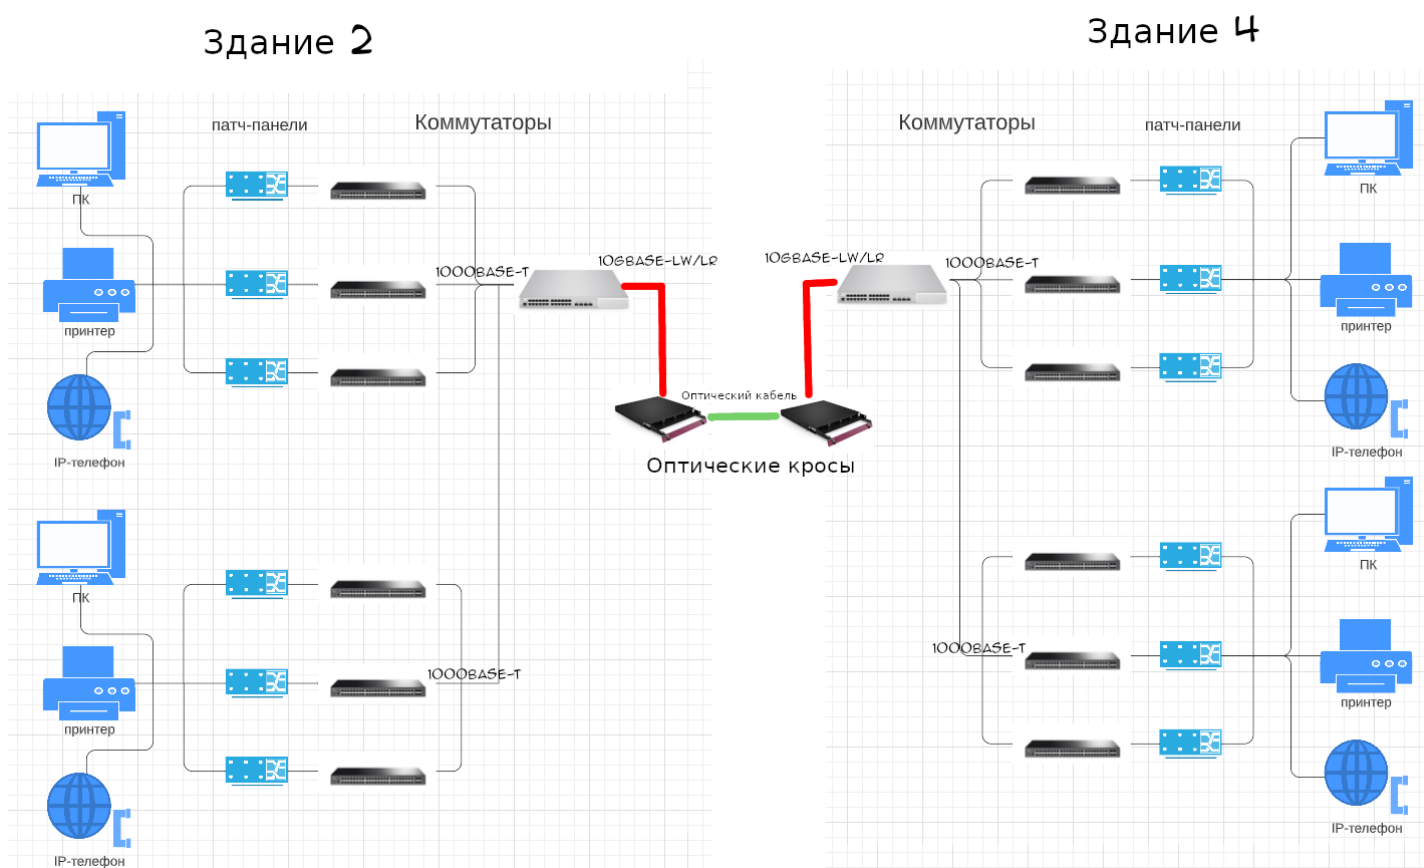 Здание 2
Здание 4
патч-панели
Коммутаторы
Коммутаторы
патч-панели
ПК
ПК
1000BASE-T
10GBASE-LW/LR
10GBASE-LW/LR
1000BASE-T
принтер
принтер
Оптический кабель
IP-телефон
Оптические кросы
IP-телефон
ПК
ПК
1000BASE-T
1000BASE-T
принтер
принтер
IP-телефон
IP-телефон